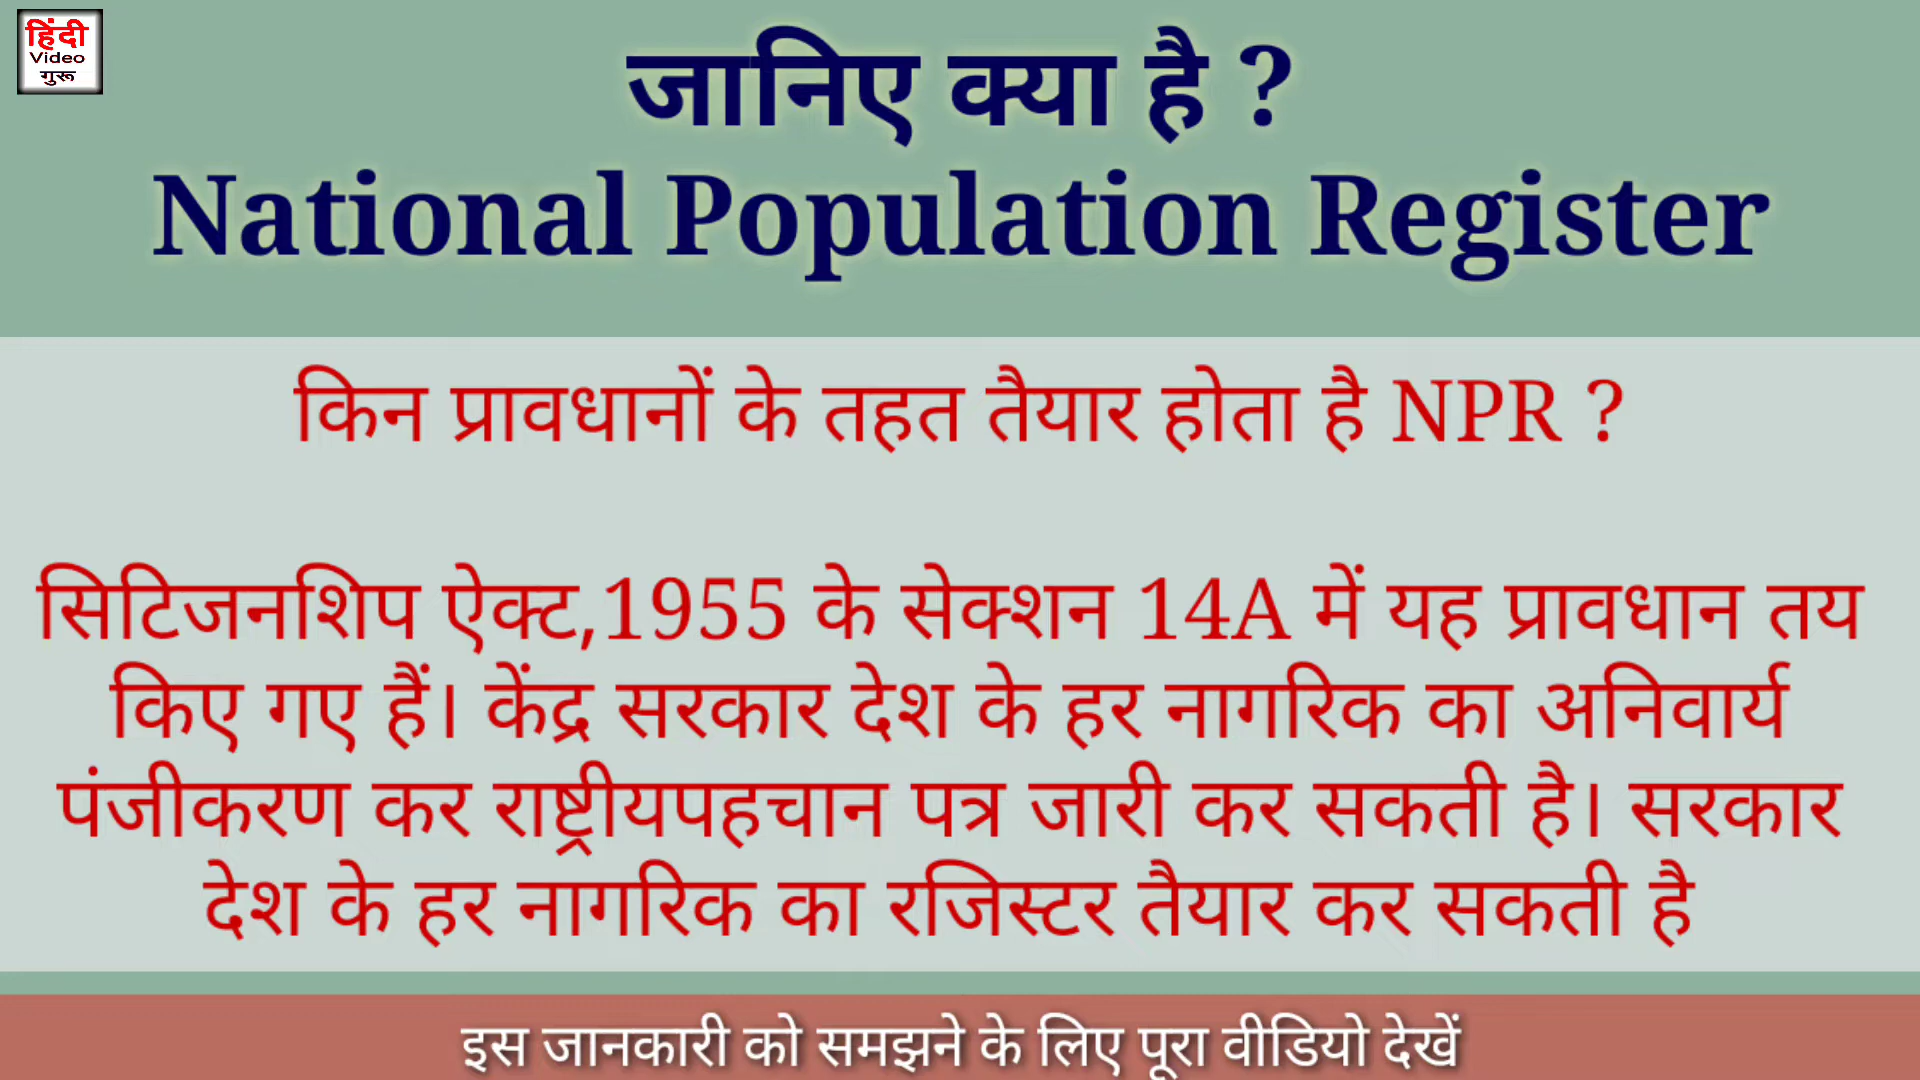 हिंदी
Video
गुरू
जानिए क्या है ?
National Population Register
किन प्रावधानों के तहत तैयार होता है NPR ?
सिटिजनशिप ऐक्ट,1955 के सेक्शन 14A में यह प्रावधान तय
किए गए हैं। केंद्र सरकार देश के हर नागरिक का अनिवार्य
पंजीकरण कर राष्ट्रीयपहचान पत्र जारी कर सकती है। सरकार
देश के हर नागरिक का रजिस्टर तैयार कर सकती है
इस जानकारी को समझने के लिए पूरा वीडियो देखें